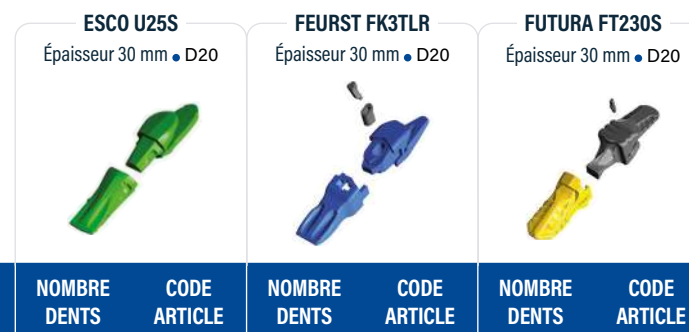 ESCO U25S
Épaisseur 30 mm • D20
FEURST FK3TLR
Épaisseur 30 mm • D20
FUTURA FT230S
Épaisseur 30 mm • D20
NOMBRE DENTS
CODE ARTICLE
NOMBRE DENTS
CODE ARTICLE
NOMBRE DENTS
CODE ARTICLE